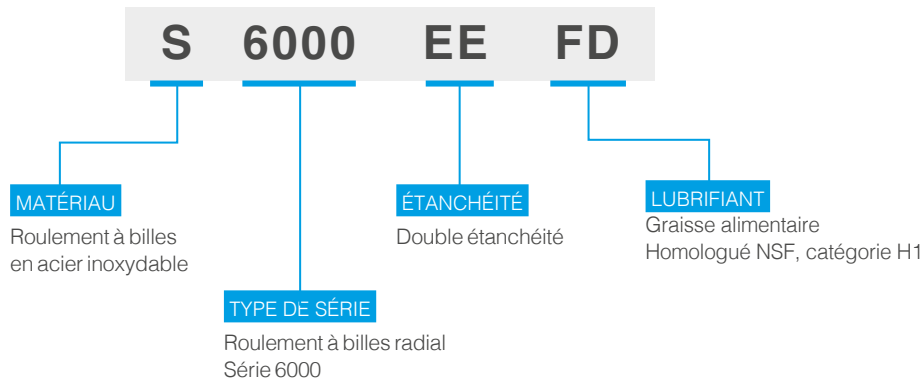 S 6000 EE FD
MATÉRIAU
Roulement à billes
en acier inoxydable
TYPE DE SÉRIE
Roulement à billes radial
Série 6000
ÉTANCHÉITÉ
Double étanchéité
LUBRIFIANT
Graisse alimentaire
Homologué NSF, catégorie H1